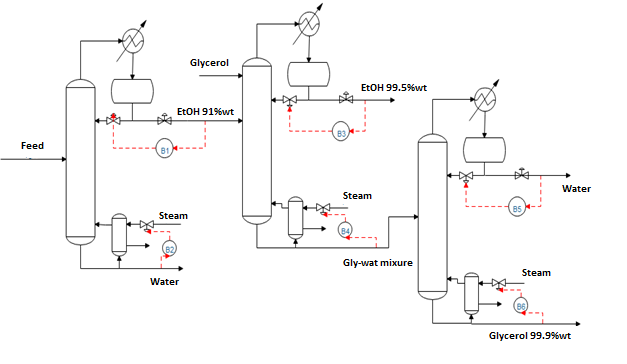 Feed
EtOH 91%wt
B1
Steam
B2
Water
Glycerol
EtOH 99.5%wt
B3
Steam
B4
Gly-wat mixure
Water
B5
Steam
B6
Glycerol 99.9%wt